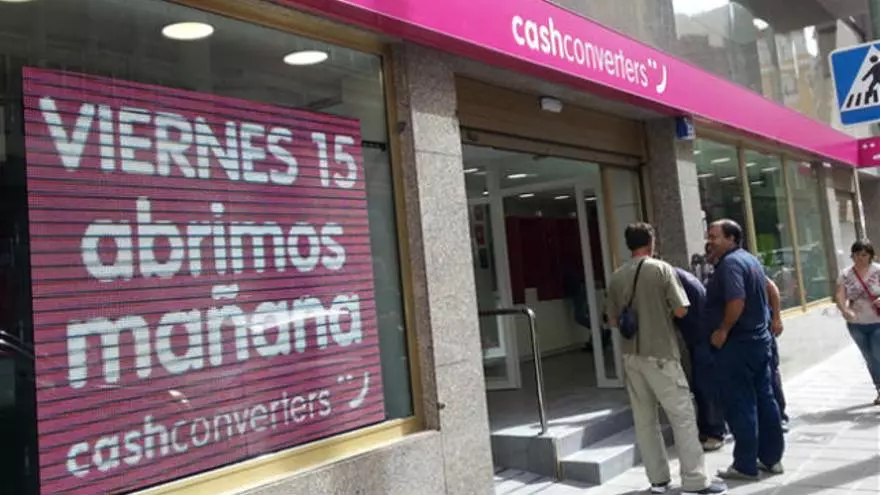 VIERNES 15
abrimos
mañana
cashconverters
cashconverters